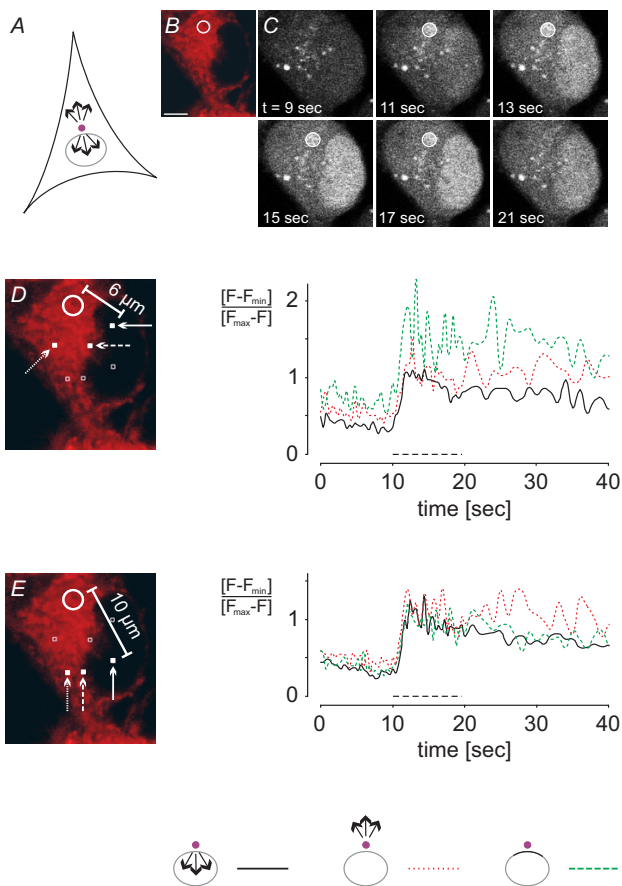 A
B
C
t = 9 sec
11 sec
13 sec
15 sec
17 sec
21 sec
D
6 µm
[F-Fmin]
[Fmax-F]
2
1
0
0
10
20
30
40
time [sec]
E
10 µm
[F-Fmin]
[Fmax-F]
1
0
0
10
20
30
40
time [sec]